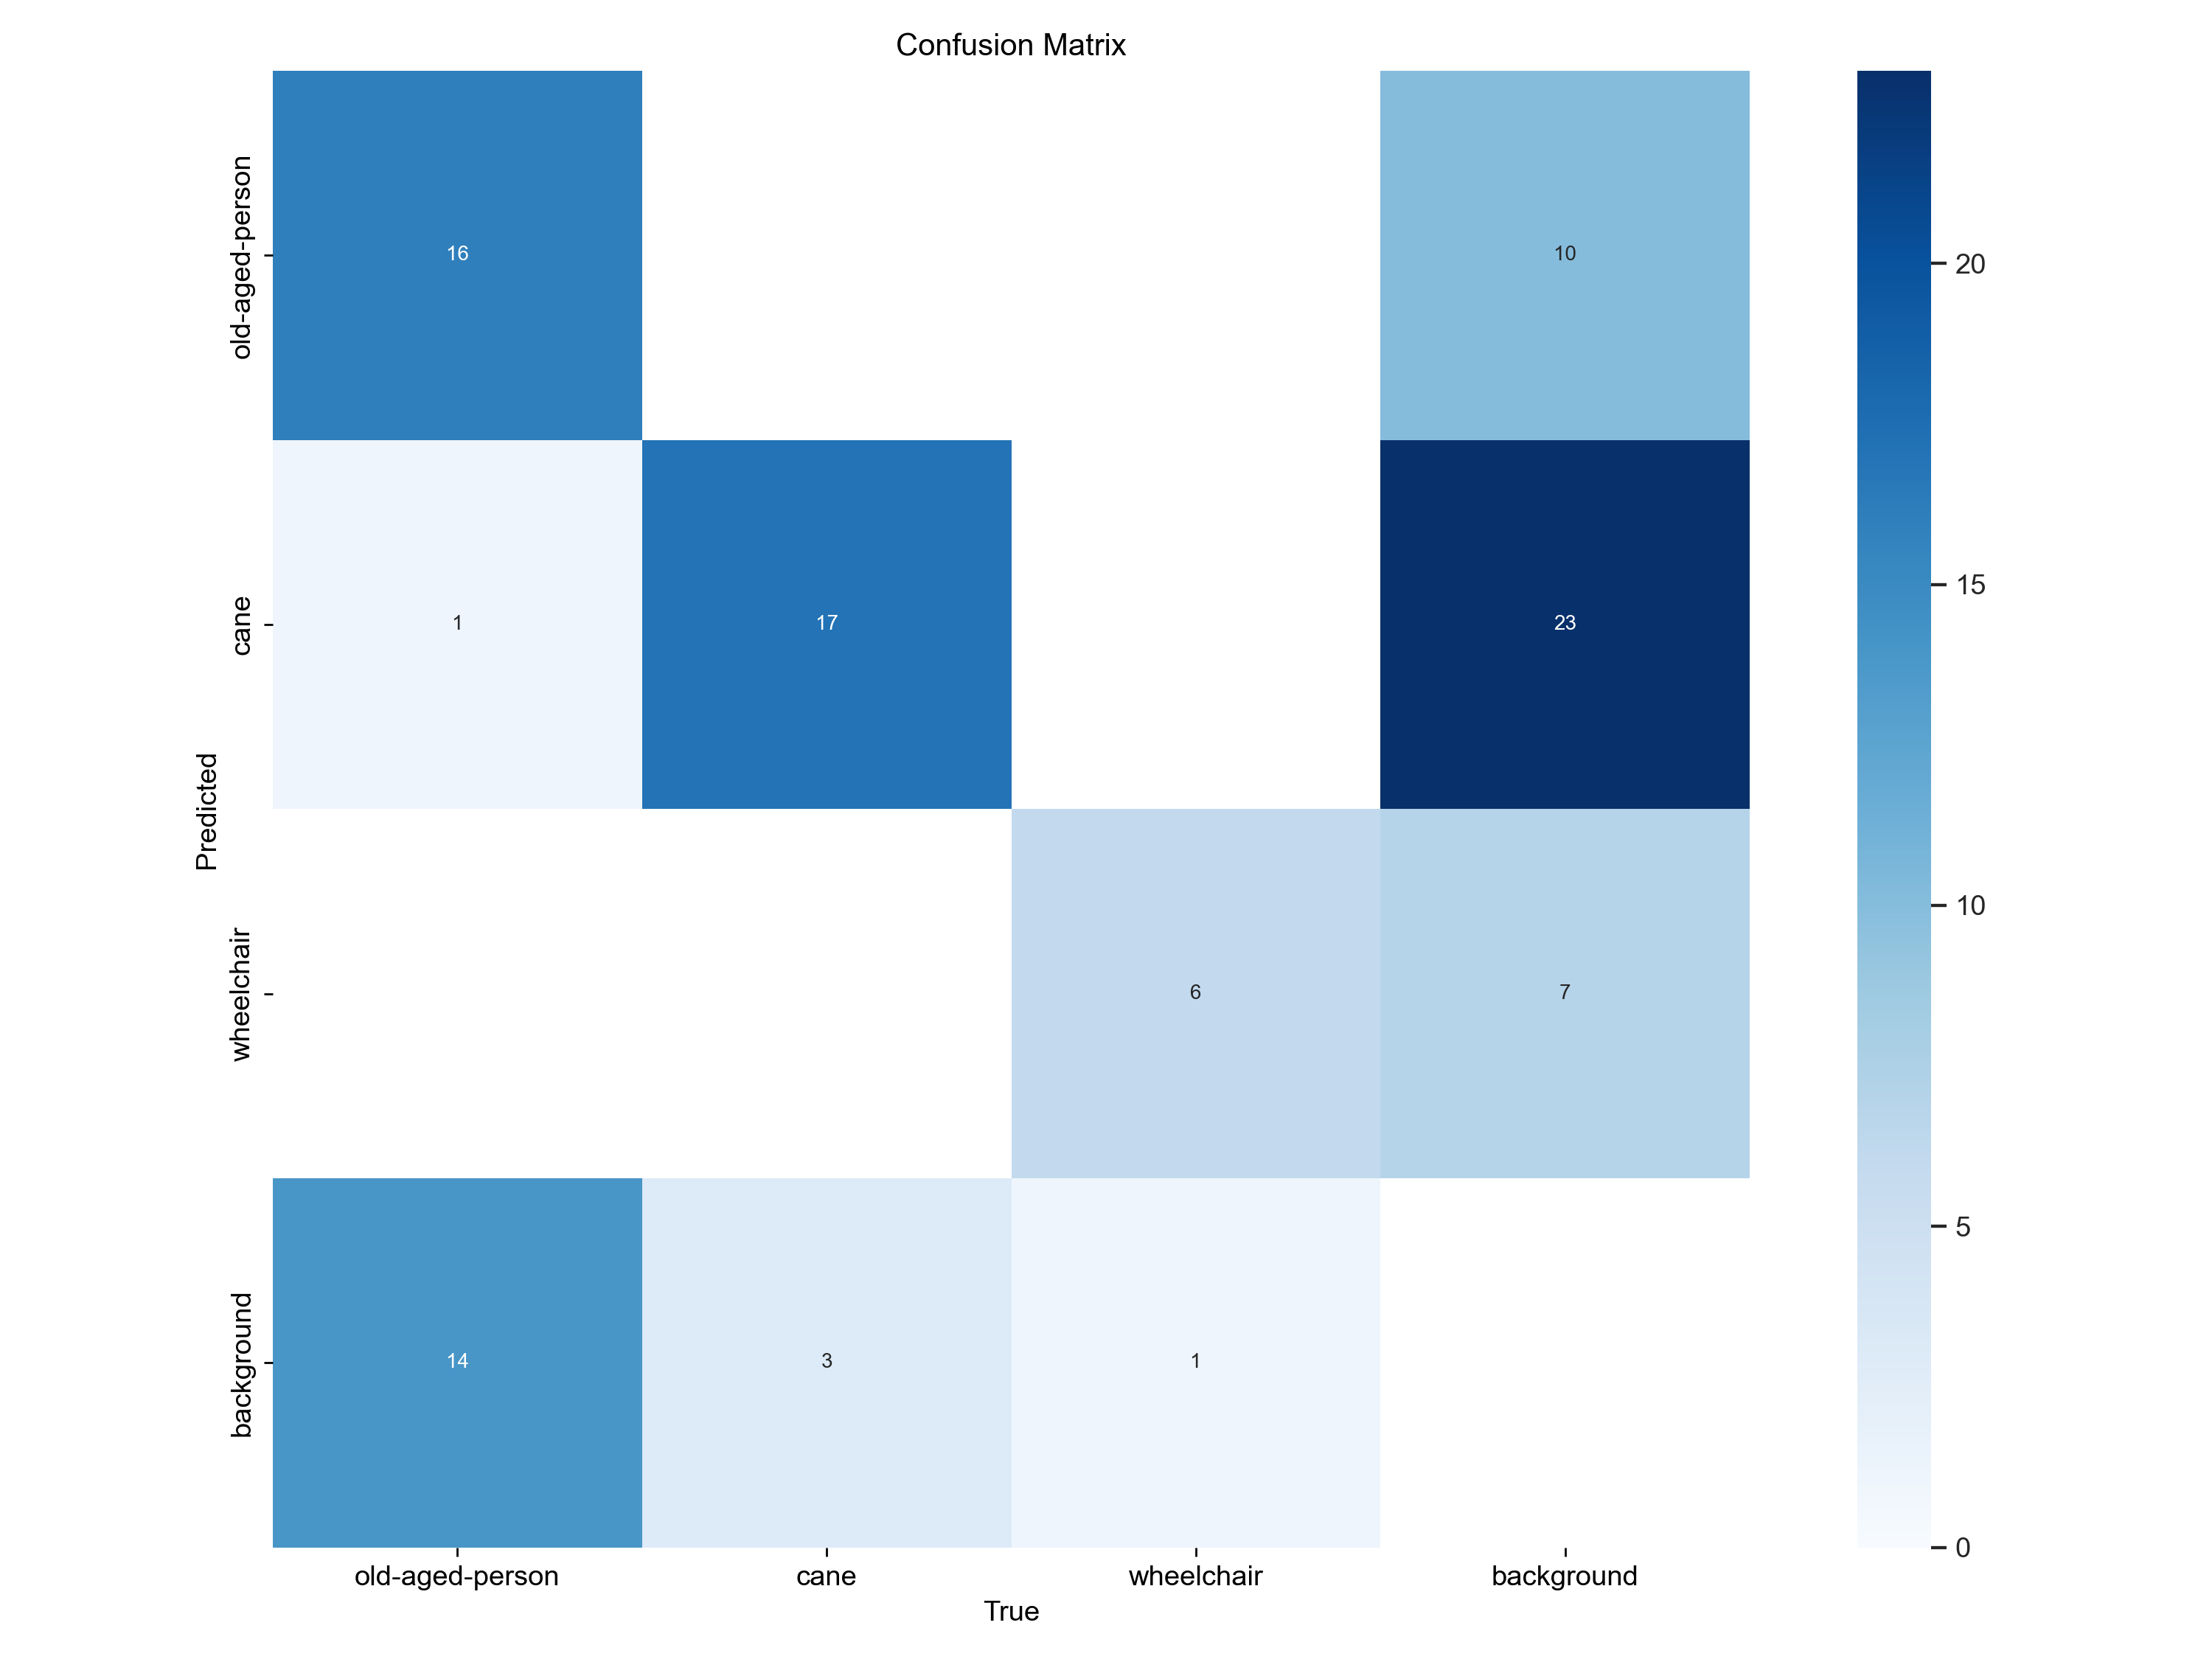 Confusion Matrix
old-aged-person
16
10
20
cane
1
17
23
15
Predicted
wheelchair
6
7
10
background
14
3
1
5
0
old-aged-person
cane
wheelchair
background
True